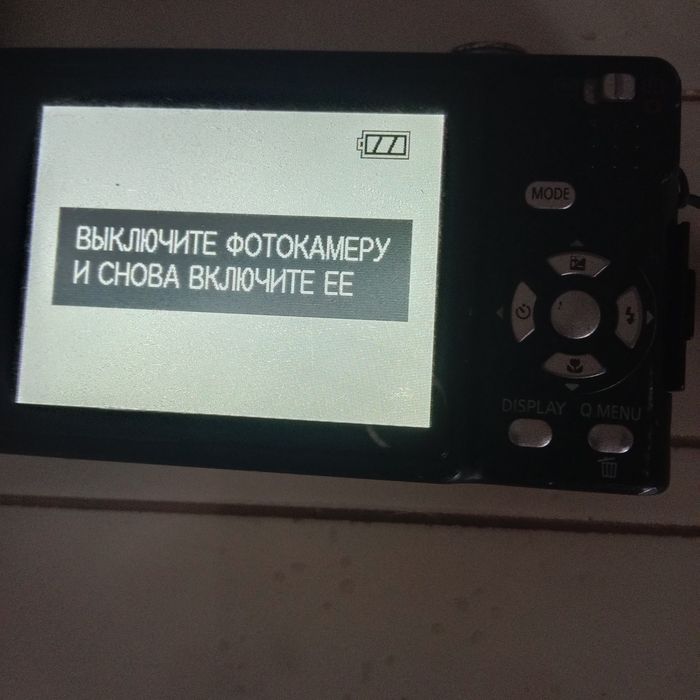 ВЫКЛЮЧИТЕ ФОТОКАМЕРУ
И СНОВА ВКЛЮЧИТЕ ЕЕ
MODE
DISPLAY Q.MENU